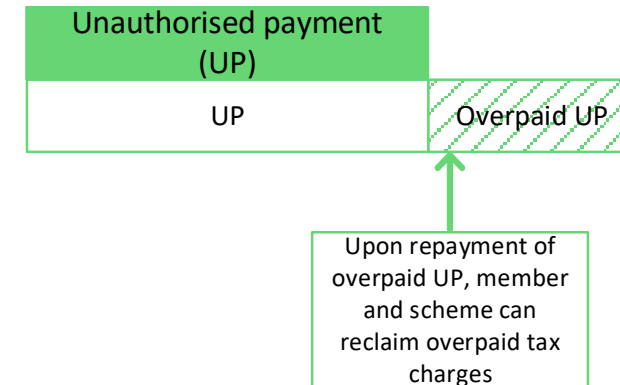 Unauthorised payment
(UP)
UP
Overpaid UP
Upon repayment of
overpaid UP, member
and scheme can
reclaim overpaid tax
charges